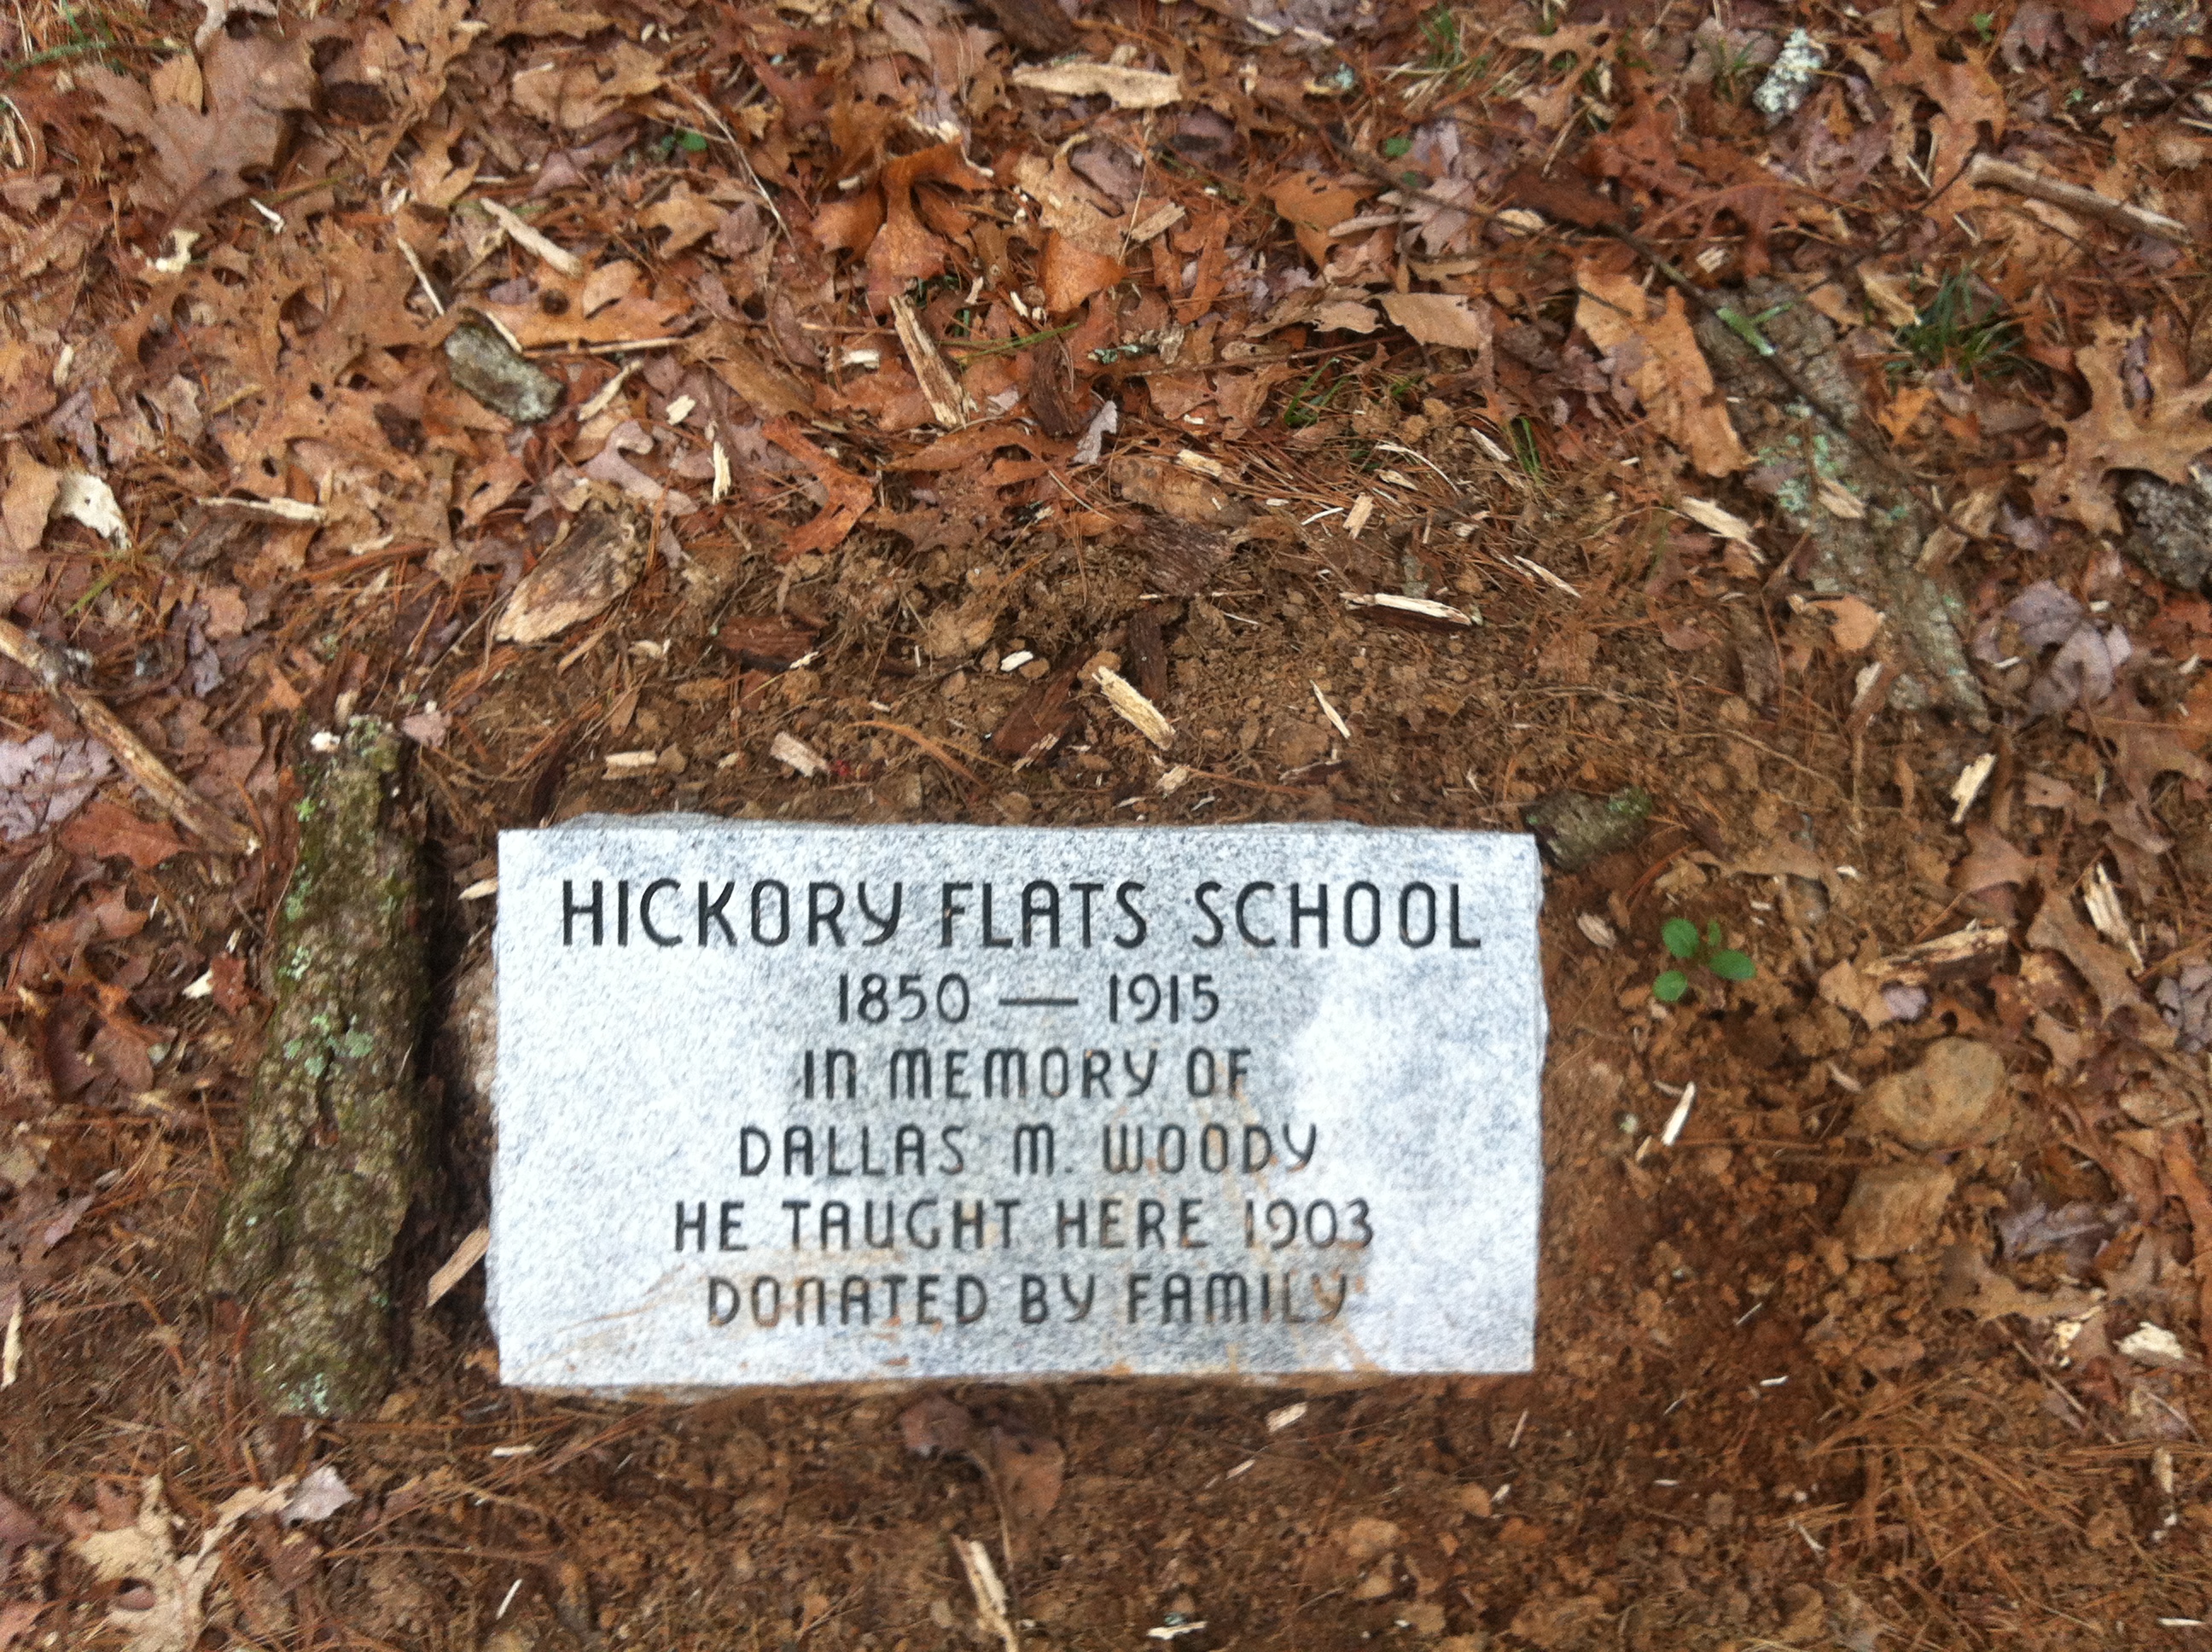 HICKORY FLATS SCHOOL
1850 — 1915
IN MEMORY OF
DALLAS M. WOODY
HE TAUGHT HERE 1903
DONATED BY FAMILY